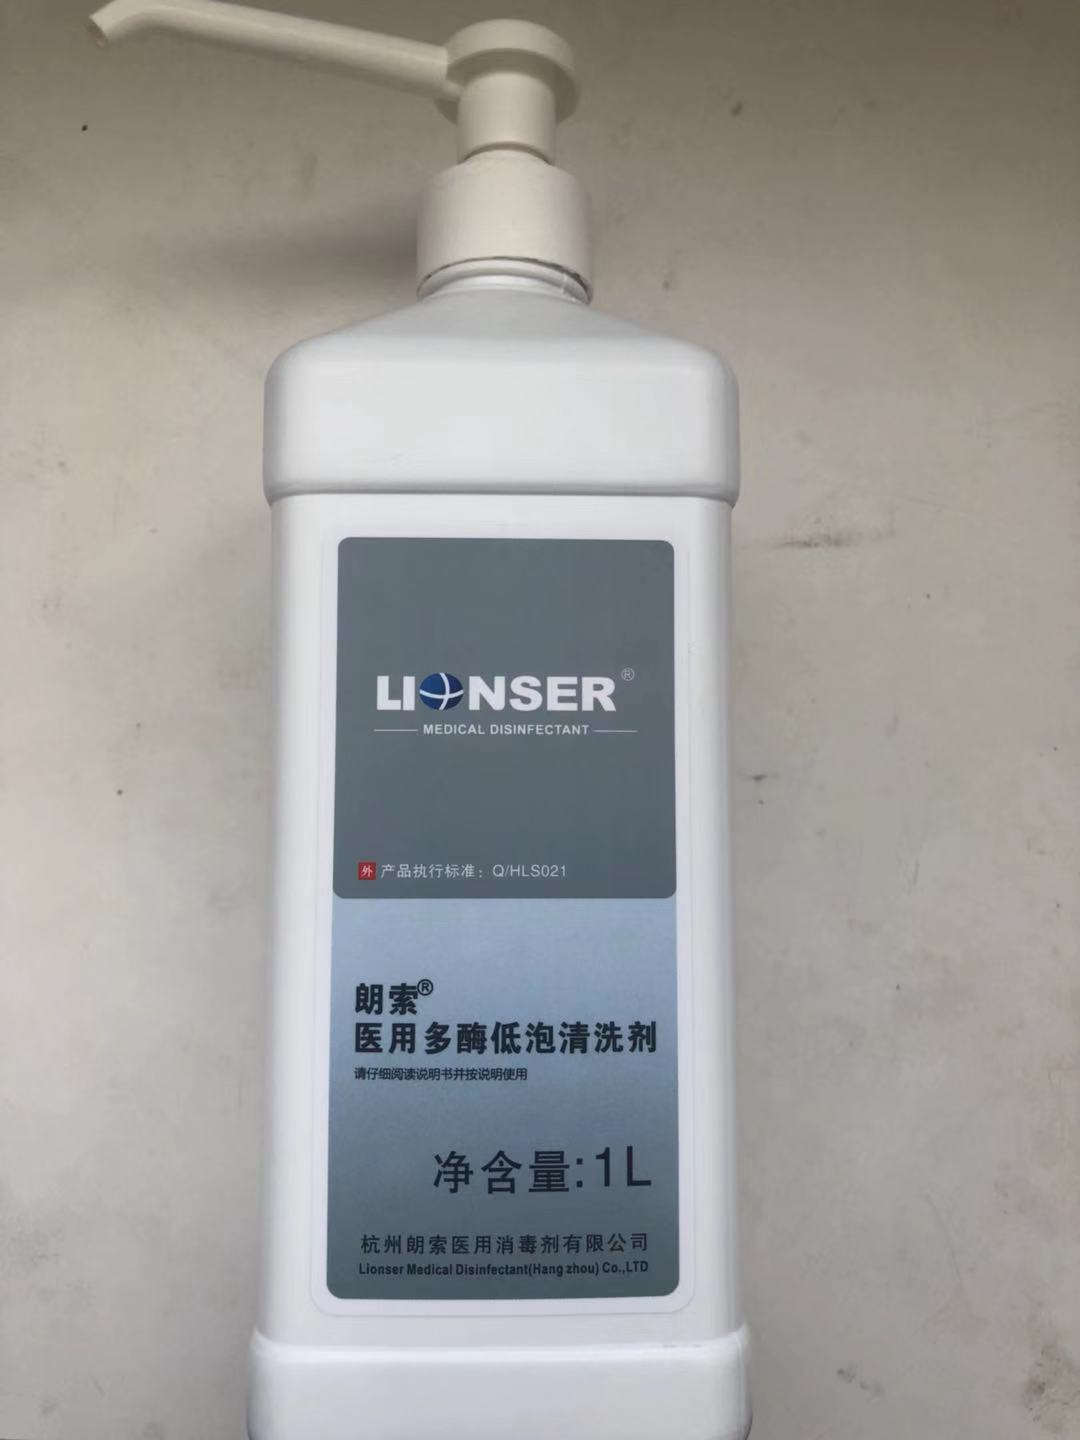 LIONSER®
MEDICAL DISINFECTANT
外 产品执行标准：Q/HLS021
朗索®
医用多酶低泡清洗剂
请仔细阅读说明书并按说明使用
净含量:1L
杭州朗索医用消毒剂有限公司
Lionser Medical Disinfectant(Hang zhou) Co.,LTD